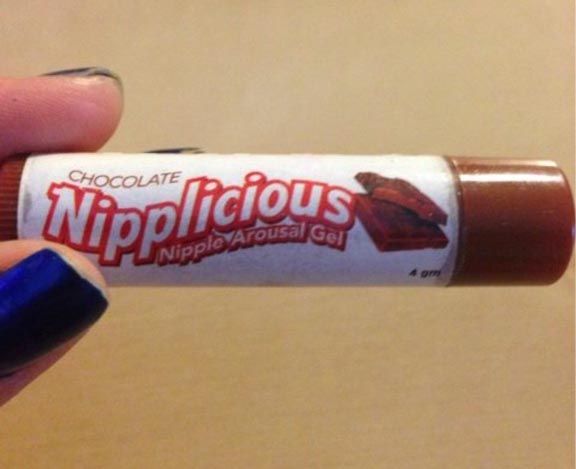 CHOCOLATE
Nipplicious
Nipple Arousal Gel
4 gm